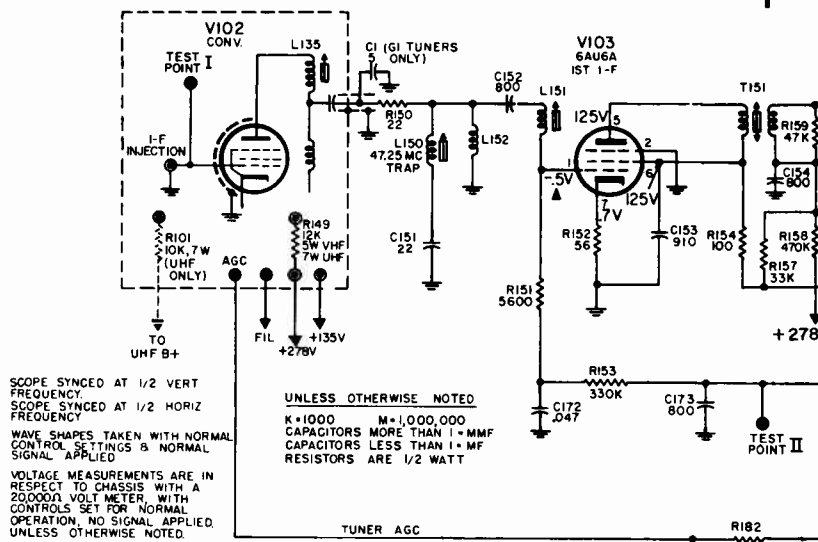 V102
CONV.
TEST
POINT I
L135
C1 (G1 TUNERS
5 ONLY)
I-F
INJECTION
R150
22
L150
47.25 MC
TRAP
L152
C152
800
L151
V103
6AU6A
1ST I-F
125V
5
2
1
6
7
-.5V
.7V
125V
T151
R159
47K
C154
800
R101
10K, 7W
(UHF
ONLY)
AGC
R149
12K
5W VHF
7W UHF
C151
22
R151
5600
R152
56
C153
910
R154
100
R158
470K
R157
33K
TO
UHF B+
FIL
+278V
+135V
+278
SCOPE SYNCED AT 1/2 VERT
FREQUENCY.
SCOPE SYNCED AT 1/2 HORIZ
FREQUENCY
WAVE SHAPES TAKEN WITH NORMAL
CONTROL SETTINGS & NORMAL
SIGNAL APPLIED
VOLTAGE MEASUREMENTS ARE IN
RESPECT TO CHASSIS WITH A
20,000Ω VOLT METER, WITH
CONTROLS SET FOR NORMAL
OPERATION, NO SIGNAL APPLIED,
UNLESS OTHERWISE NOTED.
UNLESS OTHERWISE NOTED
K=1000 M=1,000,000
CAPACITORS MORE THAN 1=MMF
CAPACITORS LESS THAN 1=MF
RESISTORS ARE 1/2 WATT
R153
330K
C172
.047
C173
800
TEST
POINT II
TUNER AGC
R182